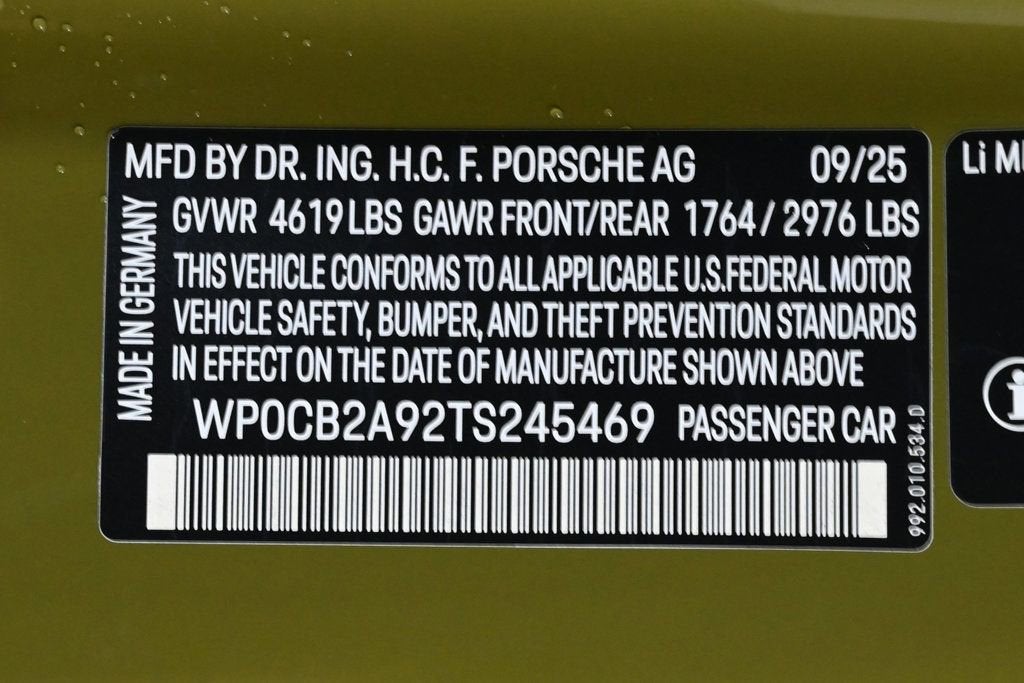 MFD BY DR. ING. H.C. F. PORSCHE AG 09/25
GVWR 4619 LBS GAWR FRONT/REAR 1764 / 2976 LBS
THIS VEHICLE CONFORMS TO ALL APPLICABLE U.S.FEDERAL MOTOR
VEHICLE SAFETY, BUMPER, AND THEFT PREVENTION STANDARDS
IN EFFECT ON THE DATE OF MANUFACTURE SHOWN ABOVE
WP0CB2A92TS245469 PASSENGER CAR
MADE IN GERMANY
992.010.534.D
Li